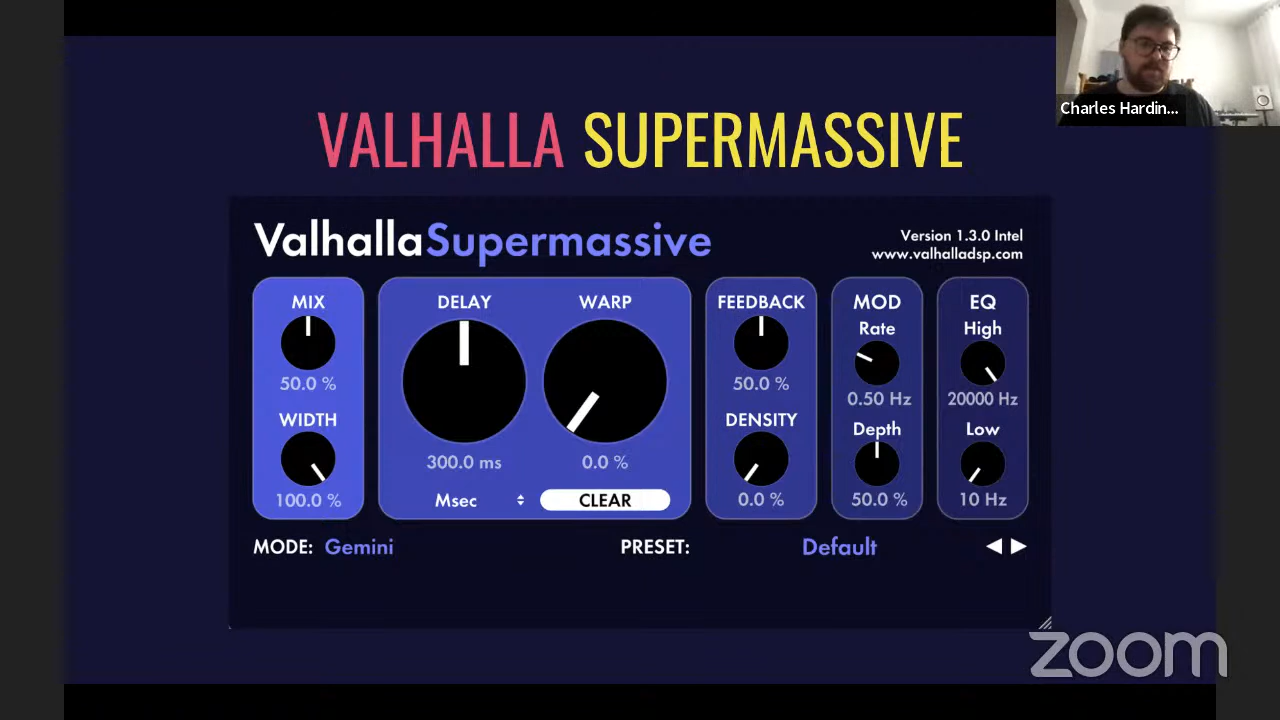 Charles Hardin...
VALHALLA SUPERMASSIVE
ValhallaSupermassive
Version 1.3.0 Intel
www.valhalladsp.com
MIX
50.0 %
WIDTH
100.0 %
DELAY
300.0 ms
Msec
WARP
0.0 %
CLEAR
FEEDBACK
50.0 %
DENSITY
0.0 %
MOD
Rate
0.50 Hz
Depth
50.0 %
EQ
High
20000 Hz
Low
10 Hz
MODE: Gemini
PRESET: Default
zoom